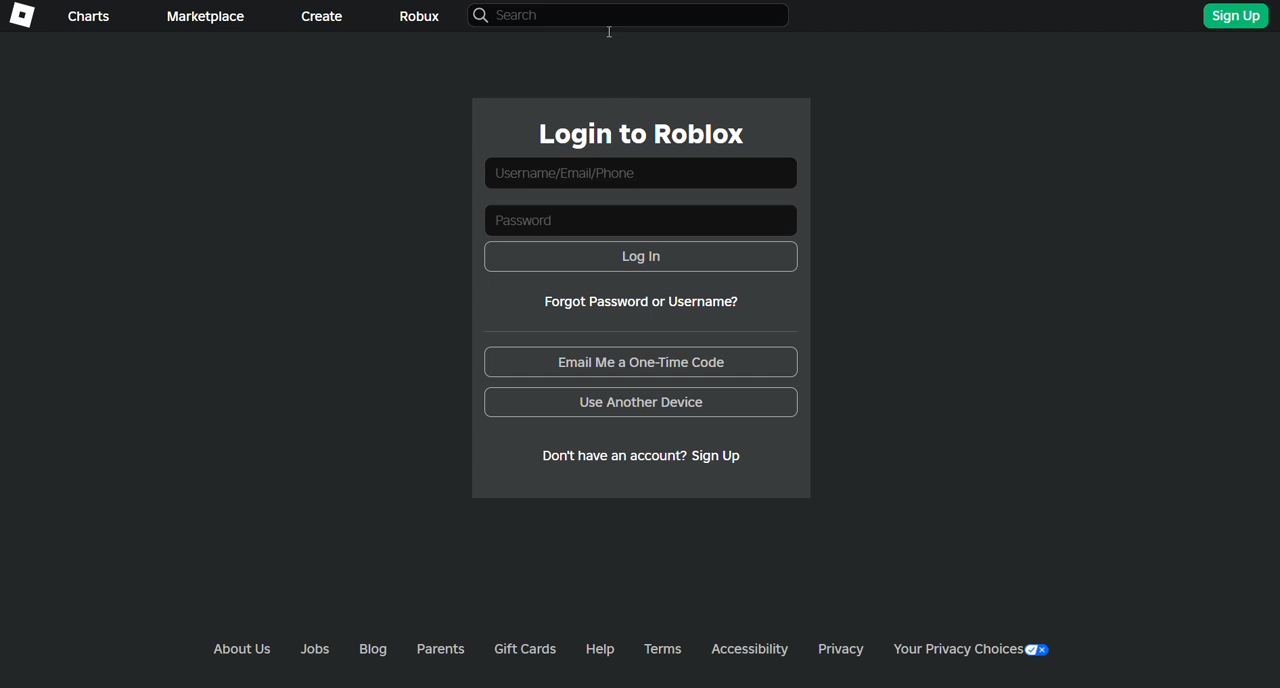 Charts Marketplace Create Robux Search Sign Up
Login to Roblox
Username/Email/Phone
Password
Log In
Forgot Password or Username?
Email Me a One-Time Code
Use Another Device
Don't have an account? Sign Up
About Us Jobs Blog Parents Gift Cards Help Terms Accessibility Privacy Your Privacy Choices